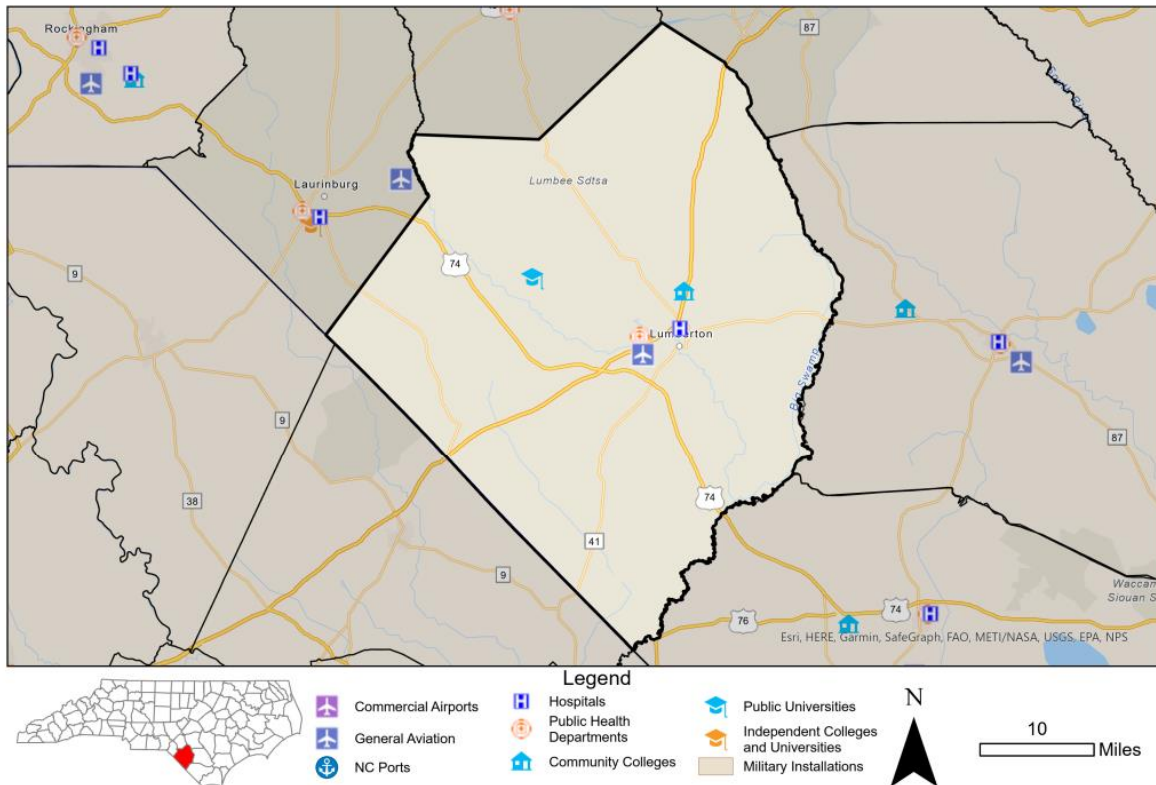 Rockingham
87
Laurinburg
Lumbee Sdtsa
74
9
Lumberton
Big Swamp
9
87
38
74
41
9
76
74
Siouan S
Esri, HERE, Garmin, SafeGraph, FAO, METI/NASA, USGS, EPA, NPS
Legend
Commercial Airports
General Aviation
NC Ports
Hospitals
Public Health
Departments
Community Colleges
Public Universities
Independent Colleges
and Universities
Military Installations
N
10
Miles